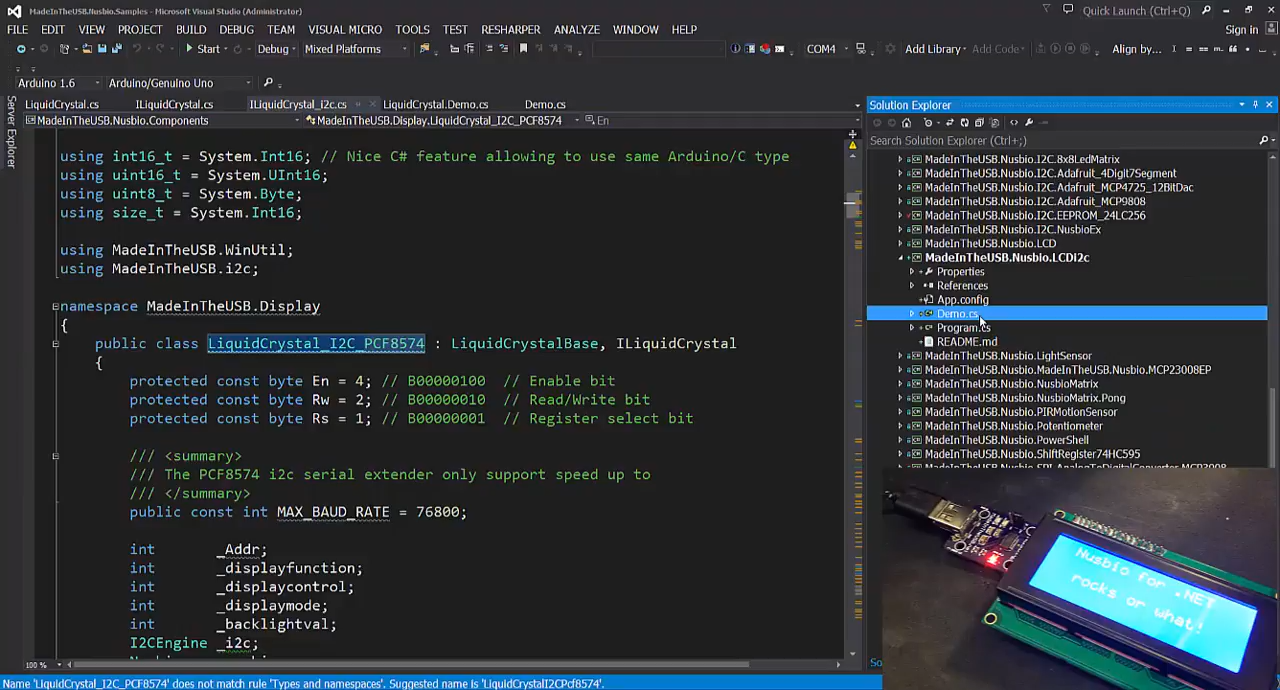 MadeInTheUSB.Nusbio.Samples - Microsoft Visual Studio (Administrator)
Quick Launch (Ctrl+Q)
FILE EDIT VIEW PROJECT BUILD DEBUG TEAM VISUAL MICRO TOOLS TEST RESHARPER ANALYZE WINDOW HELP
Sign in
Start Debug Mixed Platforms COM4 Add Library Add Code Align by...
Arduino 1.6 Arduino/Genuino Uno
Server Explorer
LiquidCrystal.cs ILiquidCrystal.cs ILiquidCrystal_i2c.cs LiquidCrystal.Demo.cs Demo.cs
MadeInTheUSB.Nusbio.Components MadeInTheUSB.Display.LiquidCrystal_I2C_PCF8574 En
using int16_t = System.Int16; // Nice C# feature allowing to use same Arduino/C type
using uint16_t = System.UInt16;
using uint8_t = System.Byte;
using size_t = System.Int16;
using MadeInTheUSB.WinUtil;
using MadeInTheUSB.i2c;
namespace MadeInTheUSB.Display
{
public class LiquidCrystal_I2C_PCF8574 : LiquidCrystalBase, ILiquidCrystal
{
protected const byte En = 4; // B00000100 // Enable bit
protected const byte Rw = 2; // B00000010 // Read/Write bit
protected const byte Rs = 1; // B00000001 // Register select bit
/// <summary>
/// The PCF8574 i2c serial extender only support speed up to
/// </summary>
public const int MAX_BAUD_RATE = 76800;
int _Addr;
int _displayfunction;
int _displaycontrol;
int _displaymode;
int _backlightval;
I2CEngine _i2c;
100 %
Name 'LiquidCrystal_I2C_PCF8574' does not match rule 'Types and namespaces'. Suggested name is 'LiquidCrystalI2CPcf8574'.
Solution Explorer
Search Solution Explorer (Ctrl+;)
MadeInTheUSB.Nusbio.I2C.8x8LedMatrix
MadeInTheUSB.Nusbio.I2C.Adafruit_4Digit7Segment
MadeInTheUSB.Nusbio.I2C.Adafruit_MCP4725_12BitDac
MadeInTheUSB.Nusbio.I2C.Adafruit_MCP9808
MadeInTheUSB.Nusbio.I2C.EEPROM_24LC256
MadeInTheUSB.Nusbio.I2C.NusbioEx
MadeInTheUSB.Nusbio.LCD
MadeInTheUSB.Nusbio.LCDi2c
Properties
References
App.config
Demo.cs
Program.cs
README.md
MadeInTheUSB.Nusbio.LightSensor
MadeInTheUSB.Nusbio.MadeInTheUSB.Nusbio.MCP23008EP
MadeInTheUSB.Nusbio.NusbioMatrix
MadeInTheUSB.Nusbio.NusbioMatrix.Pong
MadeInTheUSB.Nusbio.PIRMotionSensor
MadeInTheUSB.Nusbio.Potentiometer
MadeInTheUSB.Nusbio.PowerShell
MadeInTheUSB.Nusbio.ShiftRegister74HC595
MadeInTheUSB.Nusbio.SPI.AnalogToDigitalConverter.MCP3008
Nusbio for .NET
rocks or what!